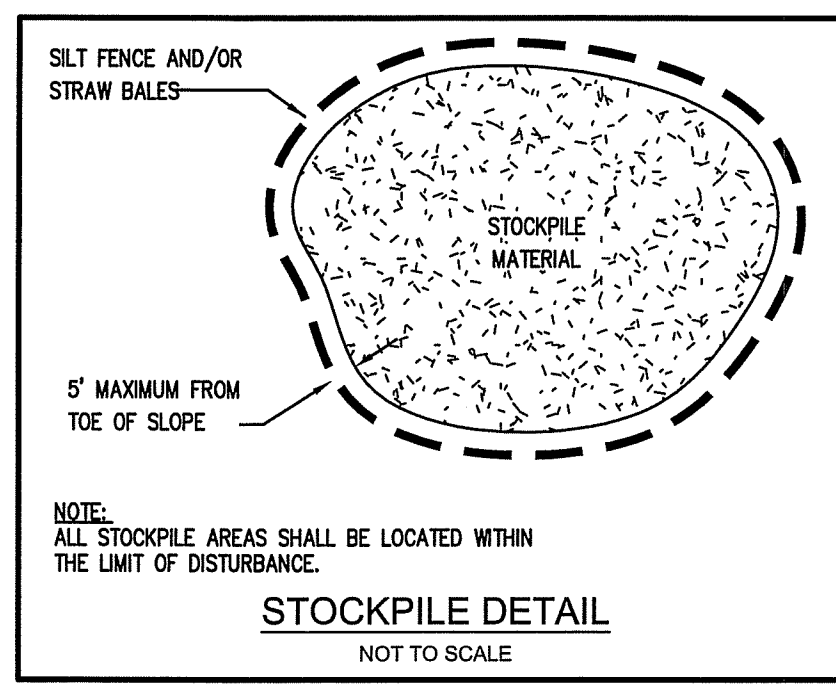 SILT FENCE AND/OR
STRAW BALES
STOCKPILE
MATERIAL
5' MAXIMUM FROM
TOE OF SLOPE
NOTE:
ALL STOCKPILE AREAS SHALL BE LOCATED WITHIN
THE LIMIT OF DISTURBANCE.
STOCKPILE DETAIL
NOT TO SCALE